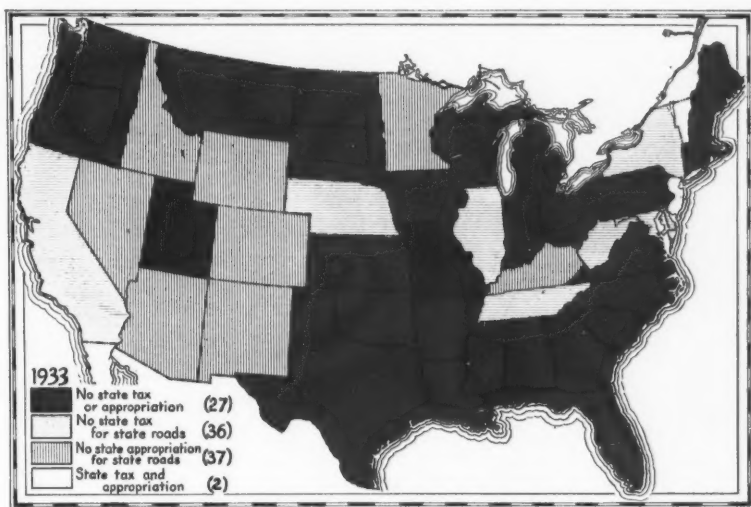 1933
No state tax
or appropriation (27)
No state tax
for state roads (36)
No state appropriation
for state roads (37)
State tax and
appropriation (2)